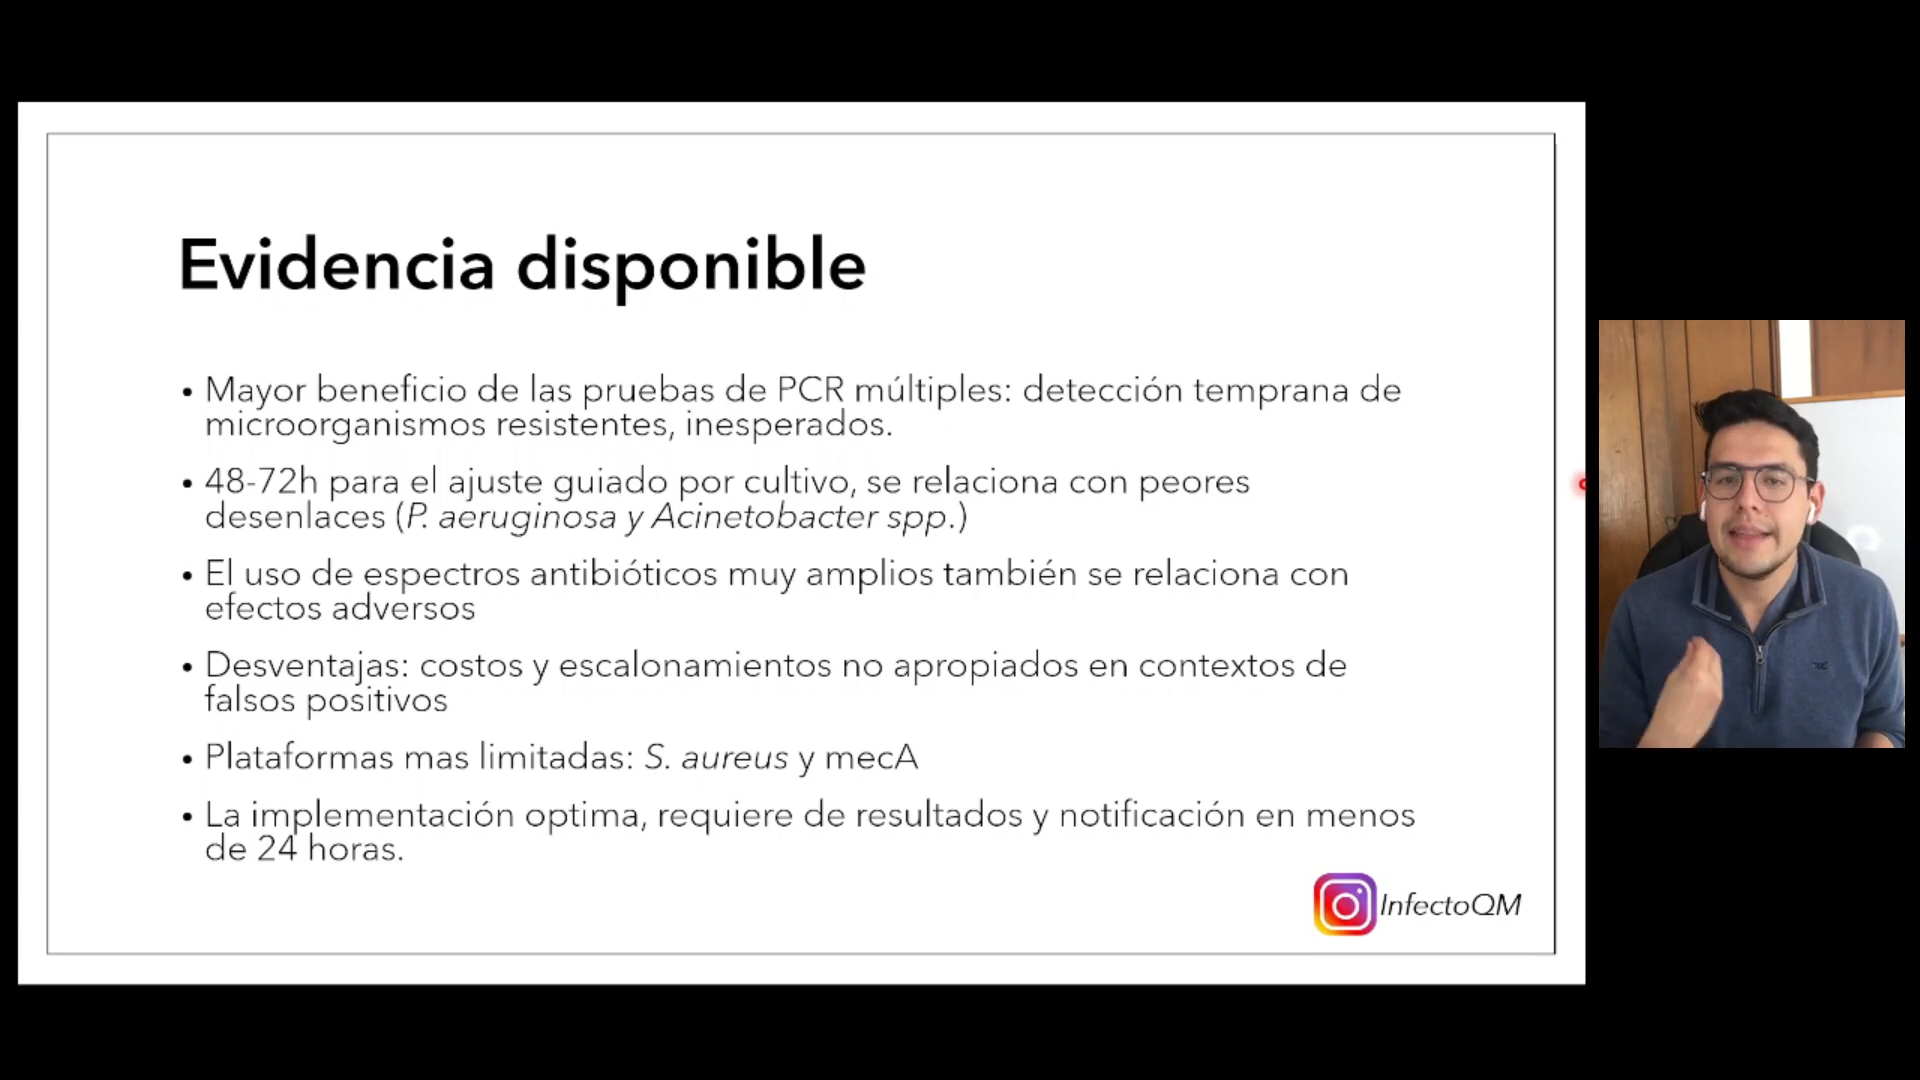 Evidencia disponible
• Mayor beneficio de las pruebas de PCR múltiples: detección temprana de
microorganismos resistentes, inesperados.
• 48-72h para el ajuste guiado por cultivo, se relaciona con peores
desenlaces (P. aeruginosa y Acinetobacter spp.)
• El uso de espectros antibióticos muy amplios también se relaciona con
efectos adversos
• Desventajas: costos y escalonamientos no apropiados en contextos de
falsos positivos
• Plataformas mas limitadas: S. aureus y mecA
• La implementación optima, requiere de resultados y notificación en menos
de 24 horas.
InfectoQM